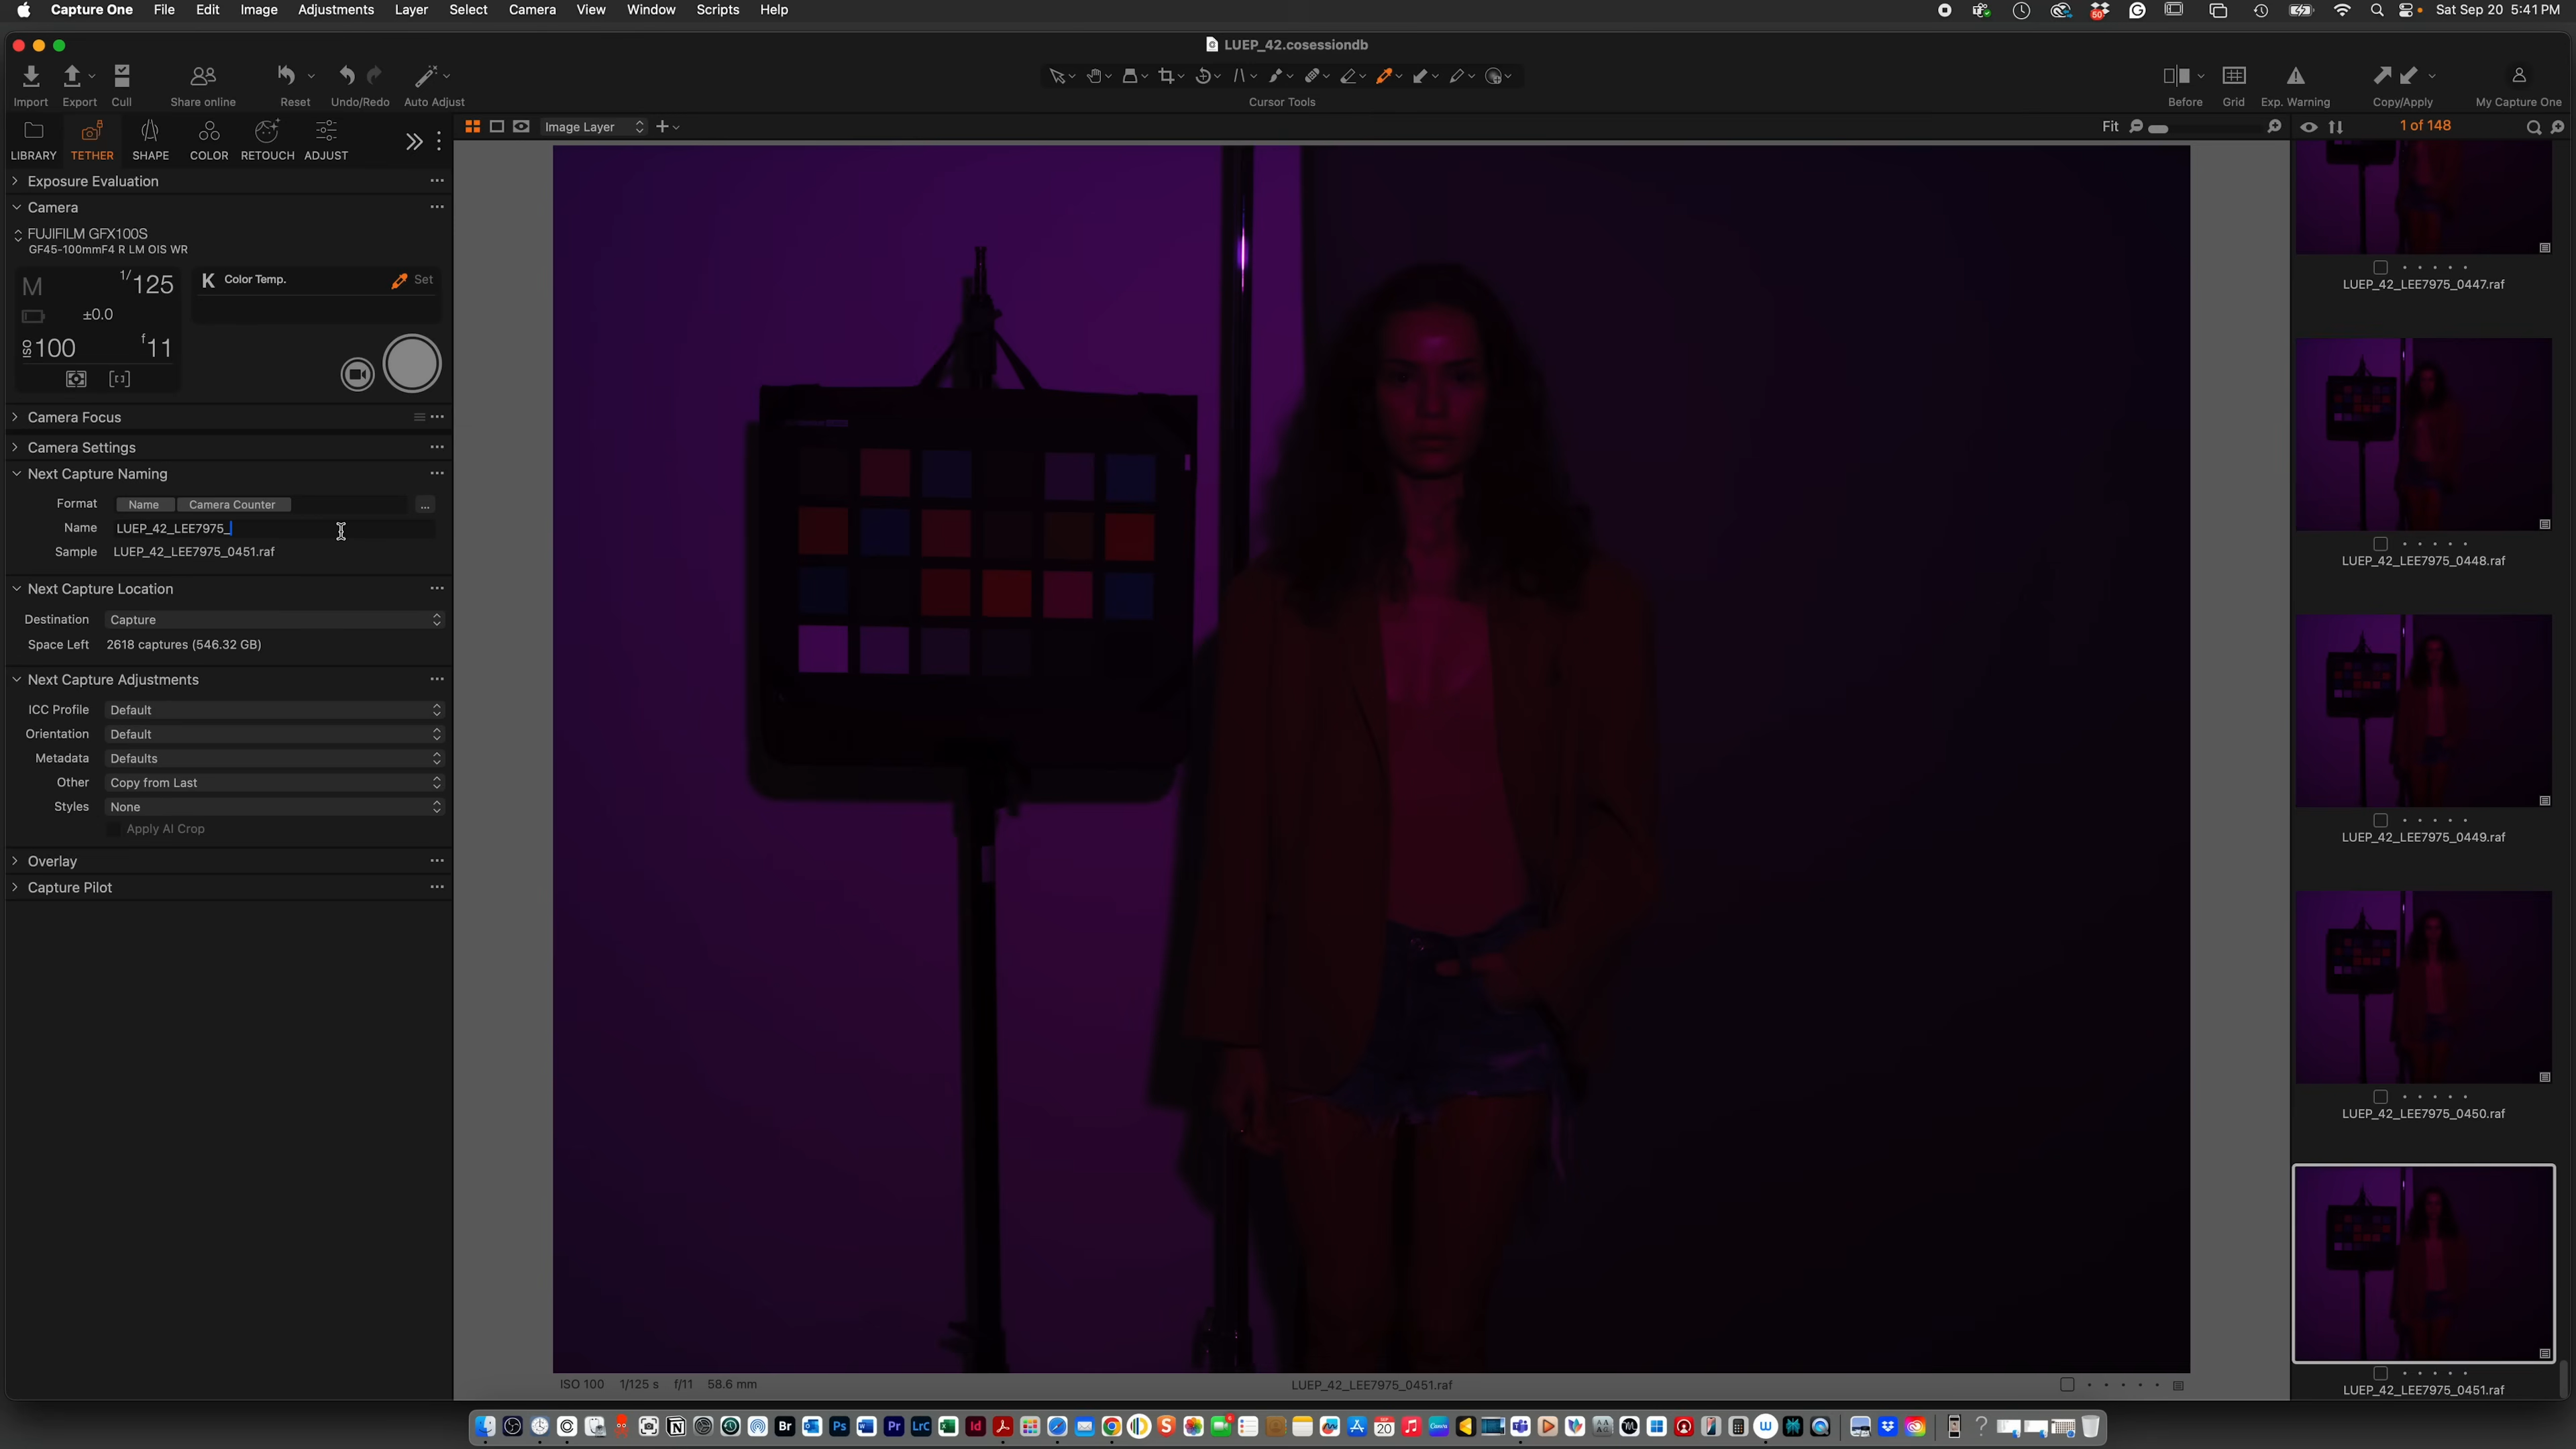 Capture One File Edit Image Adjustments Layer Select Camera View Window Scripts Help Sat Sep 20 5:41 PM
LUEP_42.cosessiondb
Import Export Cull Share online Reset Undo/Redo Auto Adjust Cursor Tools Before Grid Exp. Warning Copy/Apply My Capture One
LIBRARY TETHER SHAPE COLOR RETOUCH ADJUST
Image Layer Fit 1 of 148
Exposure Evaluation
Camera
FUJIFILM GFX100S
GF45-100mmF4 R LM OIS WR
M 1/125
±0.0
ISO 100 f11
K Color Temp. Set
Camera Focus
Camera Settings
Next Capture Naming
Format Name Camera Counter ...
Name LUEP_42_LEE7975_
Sample LUEP_42_LEE7975_0451.raf
Next Capture Location
Destination Capture
Space Left 2618 captures (546.32 GB)
Next Capture Adjustments
ICC Profile Default
Orientation Default
Metadata Defaults
Other Copy from Last
Styles None
Apply AI Crop
Overlay
Capture Pilot
ISO 100 1/125 s f/11 58.6 mm
LUEP_42_LEE7975_0451.raf
LUEP_42_LEE7975_0447.raf
LUEP_42_LEE7975_0448.raf
LUEP_42_LEE7975_0449.raf
LUEP_42_LEE7975_0450.raf
LUEP_42_LEE7975_0451.raf
Br Ps Pr LrC Id 20